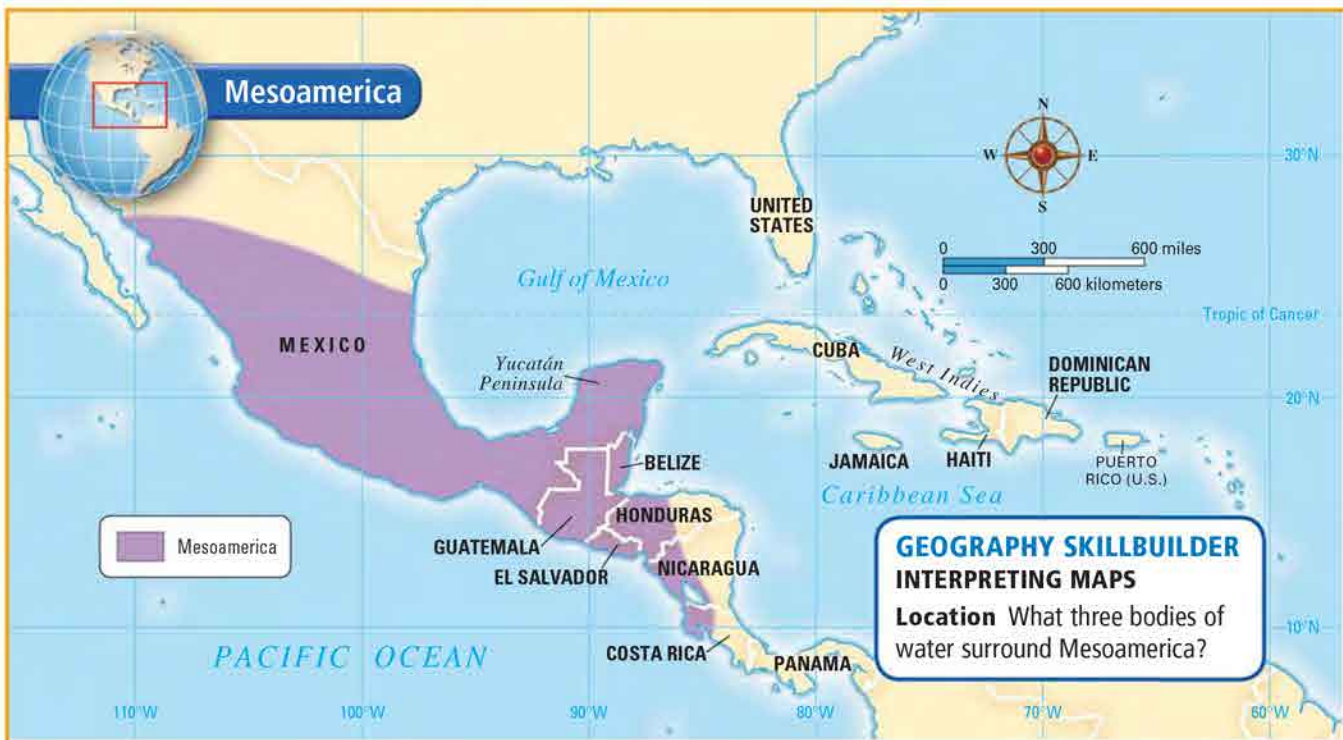 Mesoamerica
N
W E
S
0 300 600 miles
0 300 600 kilometers
30°N
UNITED
STATES
Gulf of Mexico
Tropic of Cancer
MEXICO
CUBA
West Indies
Yucatán
Peninsula
DOMINICAN
REPUBLIC
20°N
BELIZE
JAMAICA
HAITI
PUERTO
RICO (U.S.)
Caribbean Sea
Mesoamerica
HONDURAS
GUATEMALA
EL SALVADOR
NICARAGUA
COSTA RICA
PANAMA
PACIFIC OCEAN
GEOGRAPHY SKILLBUILDER
INTERPRETING MAPS
Location What three bodies of
water surround Mesoamerica?
10°N
110°W 100°W 90°W 80°W 70°W 60°W